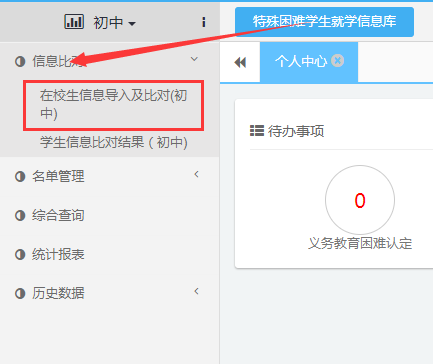 初中
特殊困难学生就学信息库
信息比对
个人中心
在校生信息导入及比对(初
中)
学生信息比对结果（初中)
待办事项
名单管理
0
综合查询
义务教育困难认定
统计报表
历史数据